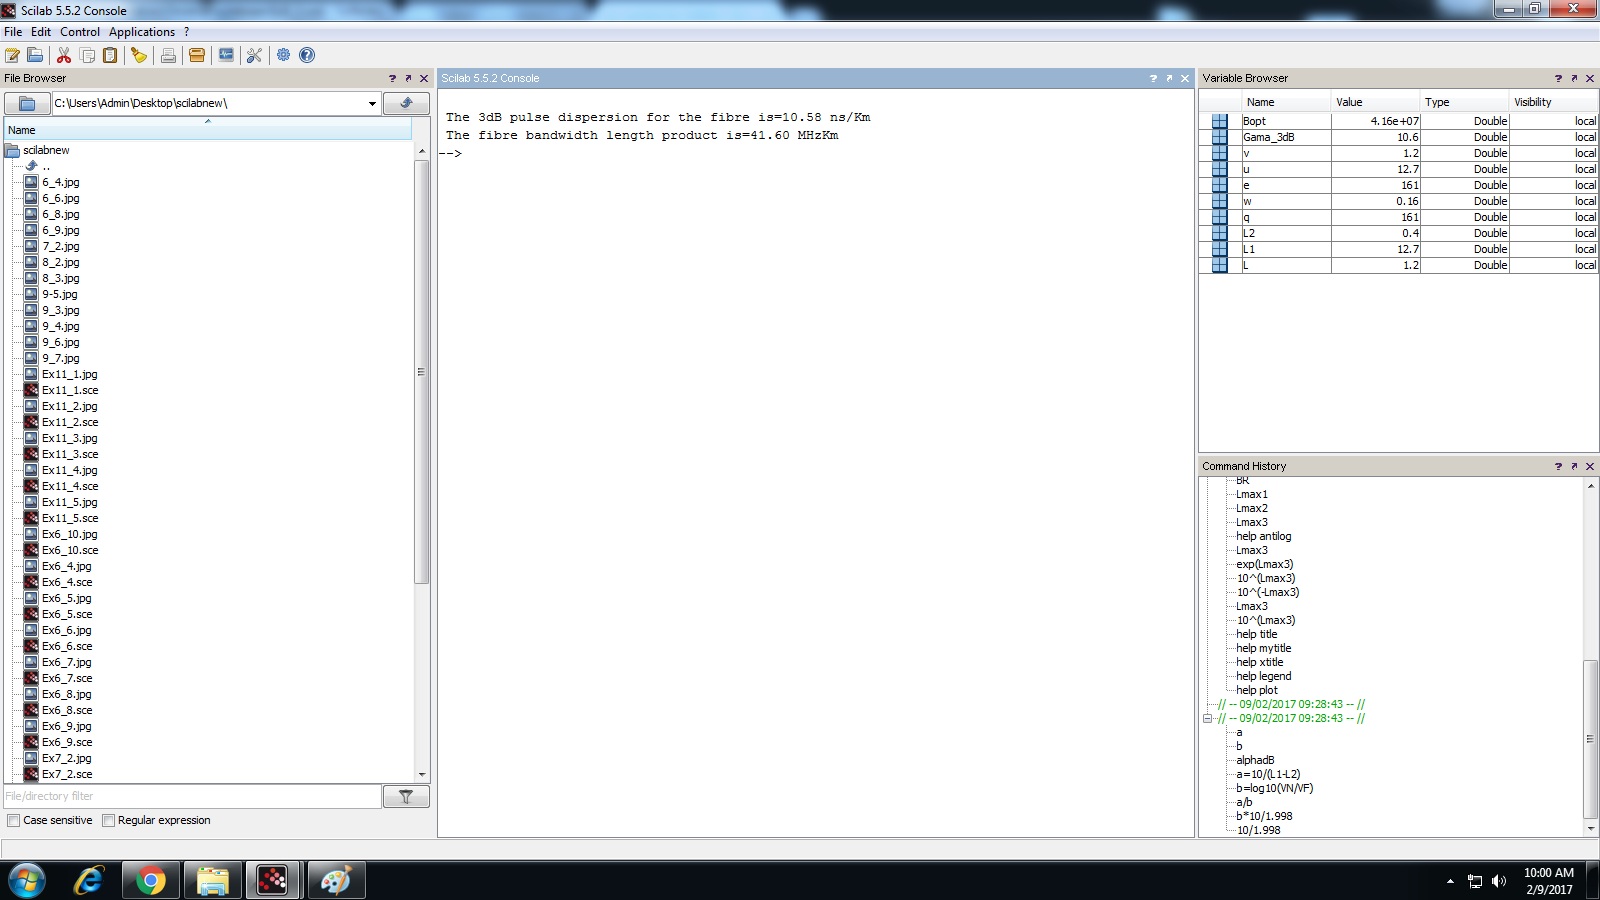 Scilab 5.5.2 Console
File Edit Control Applications ?
File Browser
C:\Users\Admin\Desktop\scilabnew\
Name
scilabnew
..
6_4.jpg
6_6.jpg
6_8.jpg
6_9.jpg
7_2.jpg
8_2.jpg
8_3.jpg
9-5.jpg
9_3.jpg
9_4.jpg
9_6.jpg
9_7.jpg
Ex11_1.jpg
Ex11_1.sce
Ex11_2.jpg
Ex11_2.sce
Ex11_3.jpg
Ex11_3.sce
Ex11_4.jpg
Ex11_4.sce
Ex11_5.jpg
Ex11_5.sce
Ex6_10.jpg
Ex6_10.sce
Ex6_4.jpg
Ex6_4.sce
Ex6_5.jpg
Ex6_5.sce
Ex6_6.jpg
Ex6_6.sce
Ex6_7.jpg
Ex6_7.sce
Ex6_8.jpg
Ex6_8.sce
Ex6_9.jpg
Ex6_9.sce
Ex7_2.jpg
Ex7_2.sce
File/directory filter
Case sensitive Regular expression
Scilab 5.5.2 Console
The 3dB pulse dispersion for the fibre is=10.58 ns/Km
The fibre bandwidth length product is=41.60 MHzKm
-->
Variable Browser
Name Value Type Visibility
Bopt 4.16e+07 Double local
Gama_3dB 10.6 Double local
v 1.2 Double local
u 12.7 Double local
e 161 Double local
w 0.16 Double local
q 161 Double local
L2 0.4 Double local
L1 12.7 Double local
L 1.2 Double local
Command History
BR
Lmax1
Lmax2
Lmax3
help antilog
Lmax3
exp(Lmax3)
10^(Lmax3)
10^(-Lmax3)
Lmax3
10^(Lmax3)
help title
help mytitle
help xtitle
help legend
help plot
// -- 09/02/2017 09:28:43 -- //
// -- 09/02/2017 09:28:43 -- //
a
b
alphadB
a=10/(L1-L2)
b=log10(VN/VF)
a/b
b*10/1.998
10/1.998
10:00 AM
2/9/2017